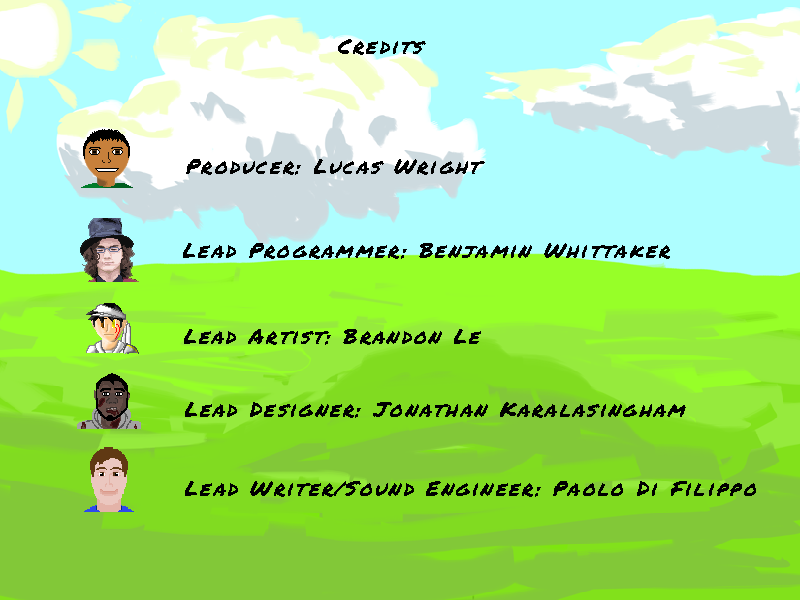 Credits
Producer: Lucas Wright
Lead Programmer: Benjamin Whittaker
Lead Artist: Brandon Le
Lead Designer: Jonathan Karalasingham
Lead Writer/Sound Engineer: Paolo Di Filippo